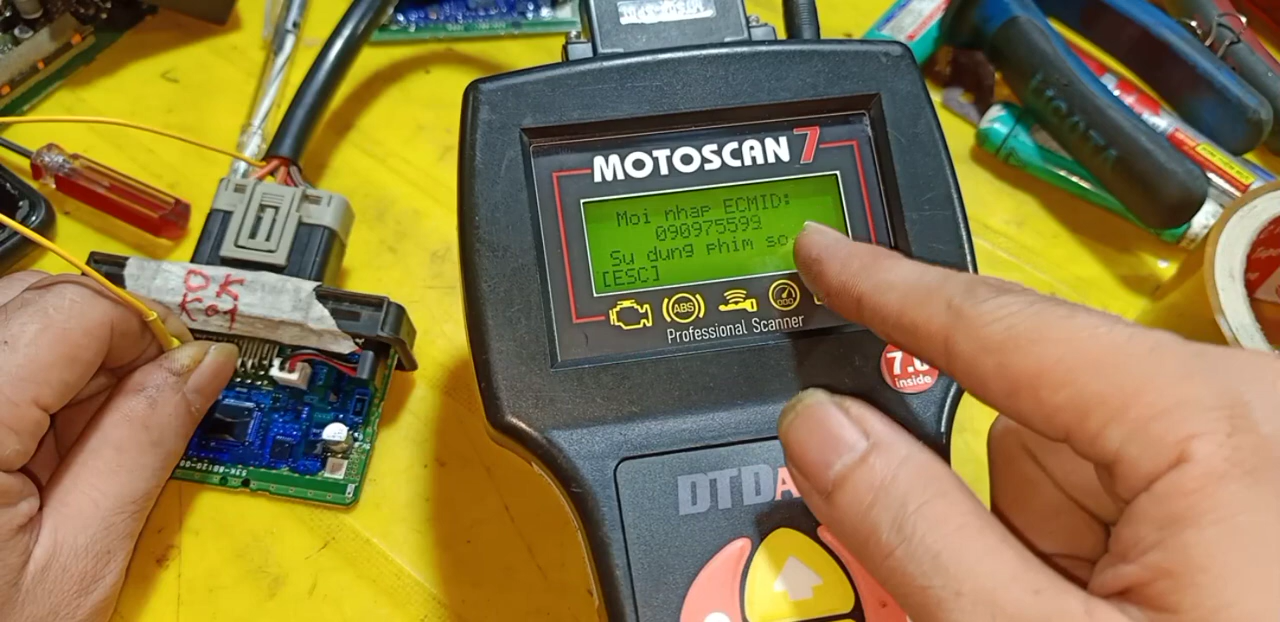 MOTOSCAN 7
Moi nhap ECMID:
090975599
Su dung phim so
[ESC]
ABS
Professional Scanner
7.0
inside
DTDA
OK